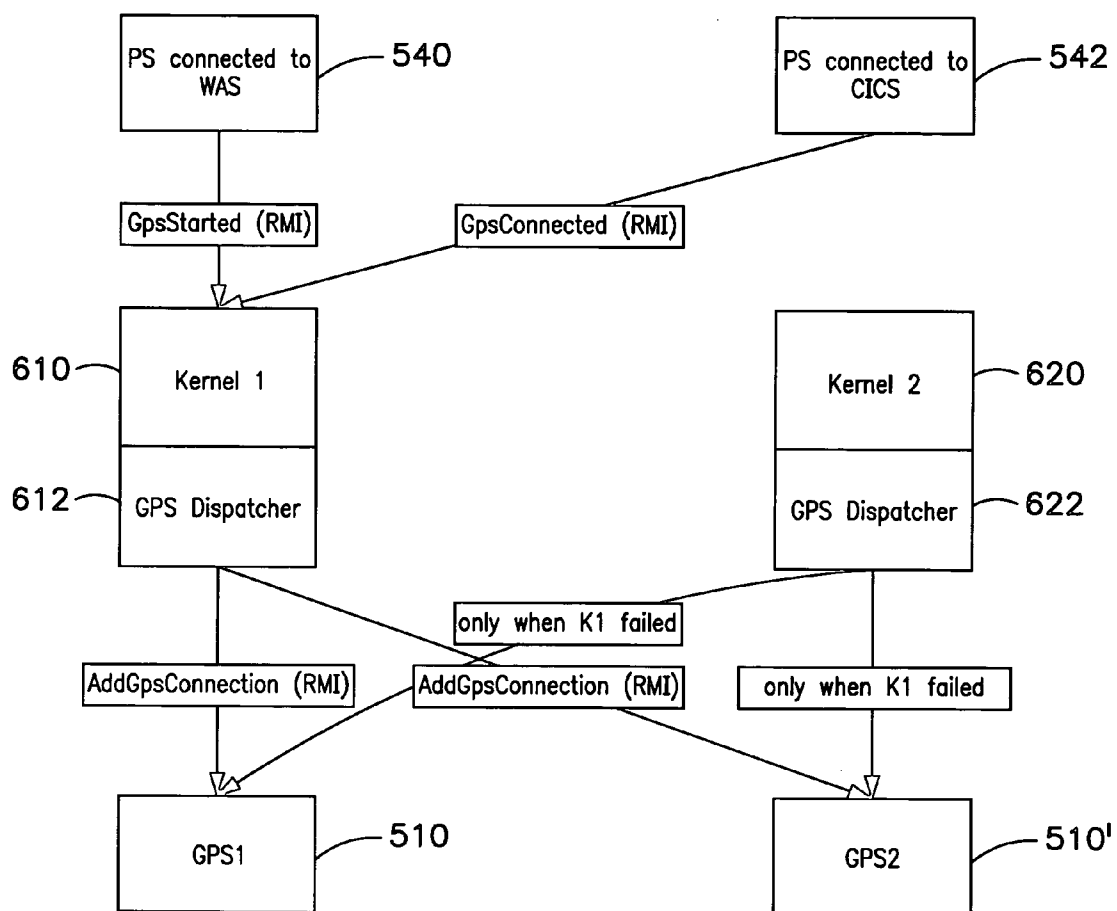 PS connected to
WAS
540
PS connected to
CICS
542
GpsStarted (RMI)
GpsConnected (RMI)
610
Kernel 1
Kernel 2
620
612
GPS Dispatcher
GPS Dispatcher
622
only when K1 failed
AddGpsConnection (RMI)
AddGpsConnection (RMI)
only when K1 failed
GPS1
510
GPS2
510'